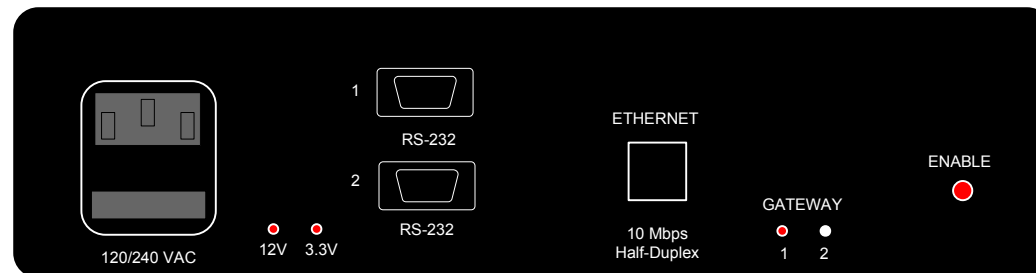 1
RS-232
2
RS-232
120/240 VAC
12V
3.3V
ETHERNET
10 Mbps
Half-Duplex
GATEWAY
1
2
ENABLE